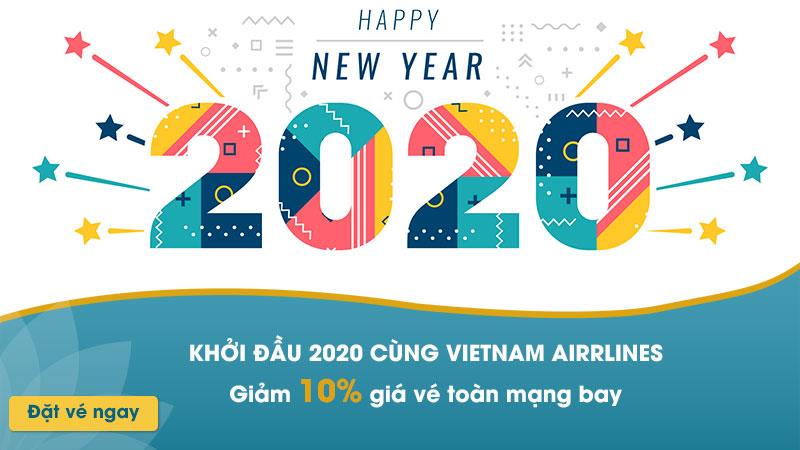 HAPPY
NEW YEAR
2020
KHỞI ĐẦU 2020 CÙNG VIETNAM AIRRLINES
Giảm 10% giá vé toàn mạng bay
Đặt vé ngay